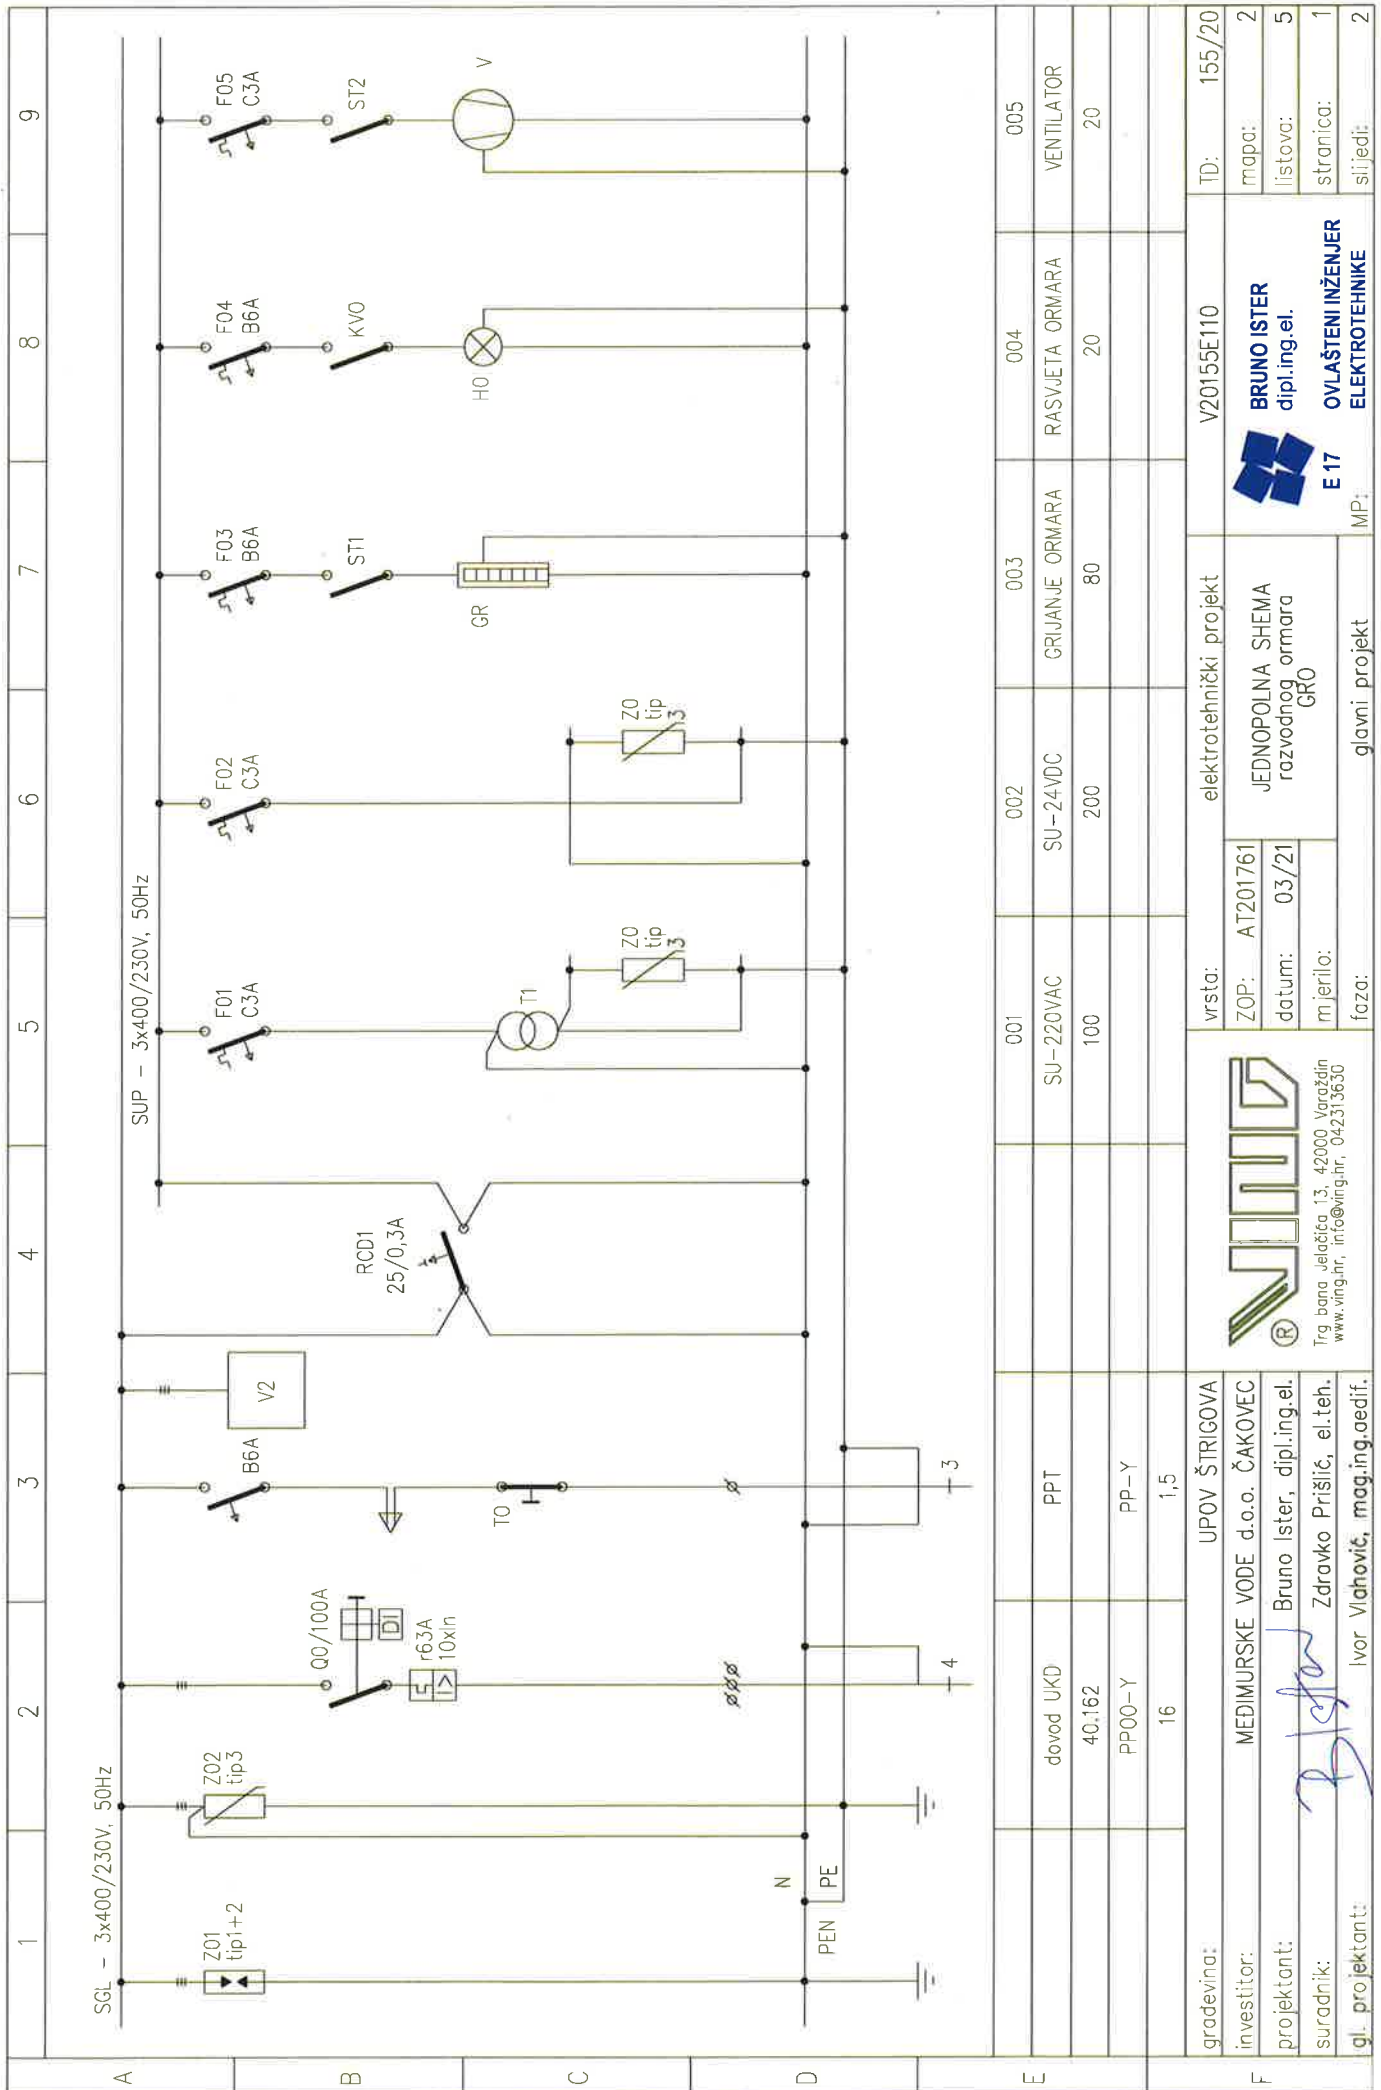 1 2 3 4 5 6 7 8 9
A
B
C
D
E
F
SGL - 3x400/230V, 50Hz
SUP - 3x400/230V, 50Hz
Z01
tip1+2
Z02
tip3
Q0/100A
DI
r63A
10xIn
I>
4
B6A
T0
3
V2
RCD1
25/0,3A
F01
C3A
T1
Z0
tip
3
F02
C3A
Z0
tip
3
F03
B6A
ST1
GR
F04
B6A
KV0
H0
F05
C3A
ST2
V
N
PEN
PE
001 002 003 004 005
dovod UKD PPT SU-220VAC SU-24VDC GRIJANJE ORMARA RASVJETA ORMARA VENTILATOR
40.162 100 200 80 20 20
PP00-Y PP-Y
16 1,5
građevina: UPOV ŠTRIGOVA
investitor: MEĐIMURSKE VODE d.o.o. ČAKOVEC
projektant: Bruno Ister, dipl.ing.el.
suradnik: Zdravko Prišlić, el.teh.
gl. projektant: Ivor Vlahović, mag.ing.aedif.
VING
®
Trg bana Jelačića 13, 42000 Varaždin
www.ving.hr, info@ving.hr, 042313630
vrsta: elektrotehnički projekt
ZOP: AT201761
datum: 03/21
mjerilo:
faza: glavni projekt
JEDNOPOLNA SHEMA
razvodnog ormara
GRO
V20155E110
BRUNO ISTER
dipl.ing.el.
E 17 OVLAŠTENI INŽENJER
ELEKTROTEHNIKE
MP:
TD: 155/20
mapa: 2
listova: 5
stranica: 1
slijedi: 2